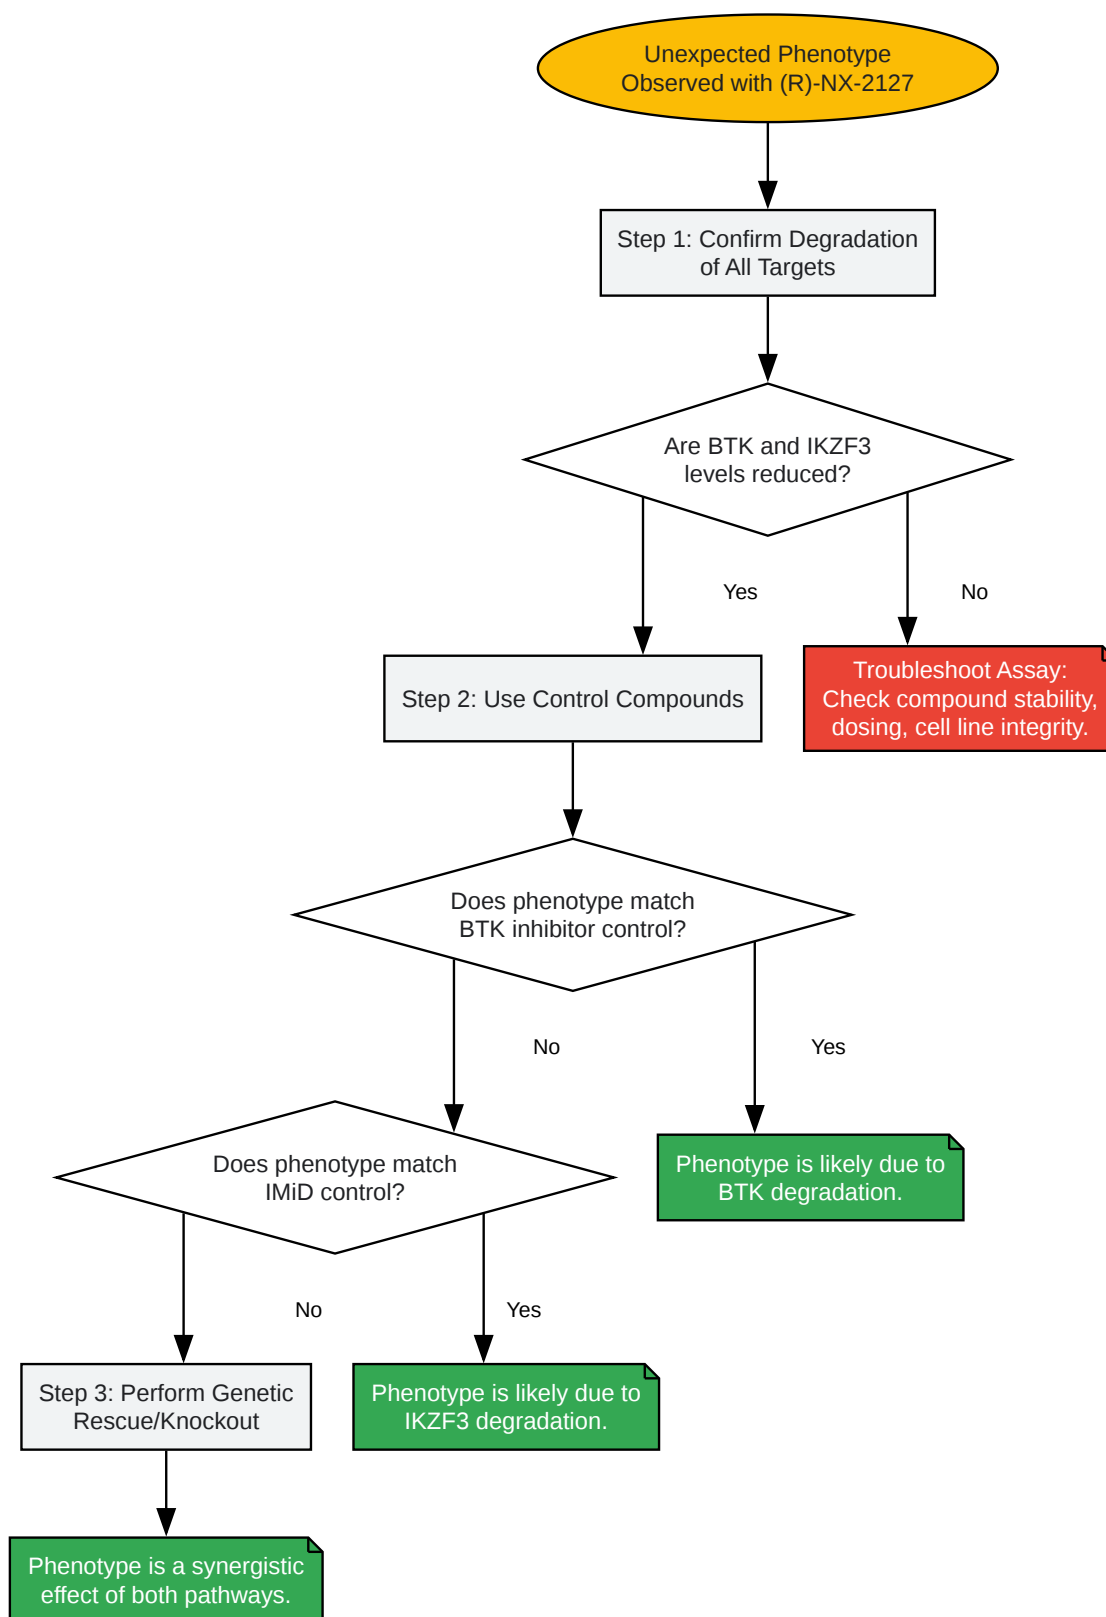 Unexpected Phenotype
Observed with (R)-NX-2127
Step 1: Confirm Degradation
of All Targets
Are BTK and IKZF3
levels reduced?
Yes
No
Step 2: Use Control Compounds
Troubleshoot Assay:
Check compound stability,
dosing, cell line integrity.
Does phenotype match
BTK inhibitor control?
No
Yes
Does phenotype match
IMiD control?
Phenotype is likely due to
BTK degradation.
No
Yes
Step 3: Perform Genetic
Rescue/Knockout
Phenotype is likely due to
IKZF3 degradation.
Phenotype is a synergistic
effect of both pathways.